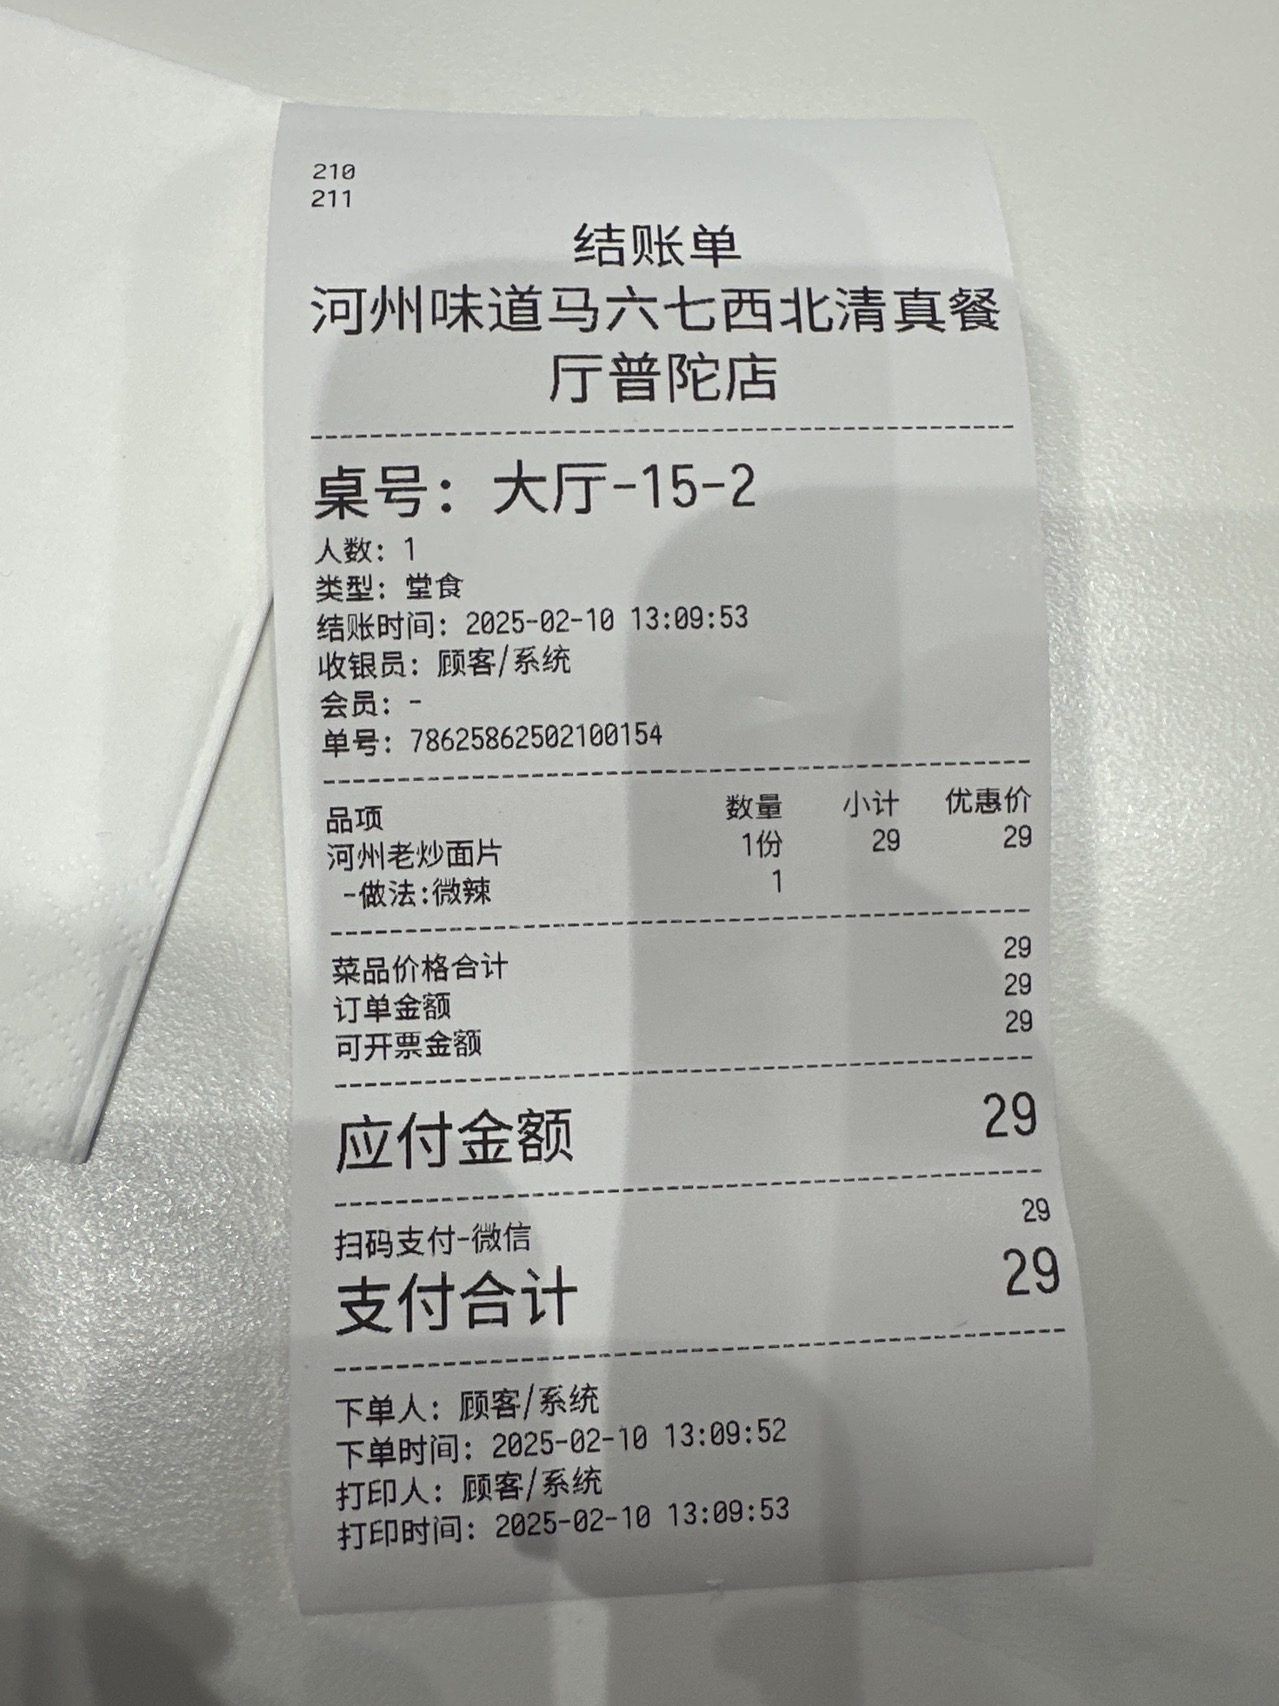 210
211
结账单
河州味道马六七西北清真餐
厅普陀店
桌号：大厅-15-2
人数：1
类型：堂食
结账时间：2025-02-10 13:09:53
收银员：顾客/系统
会员：-
单号：78625862502100154
品项 数量 小计 优惠价
河州老炒面片 1份 29 29
-做法:微辣 1
菜品价格合计 29
订单金额 29
可开票金额 29
应付金额 29
扫码支付-微信 29
支付合计 29
下单人：顾客/系统
下单时间：2025-02-10 13:09:52
打印人：顾客/系统
打印时间：2025-02-10 13:09:53